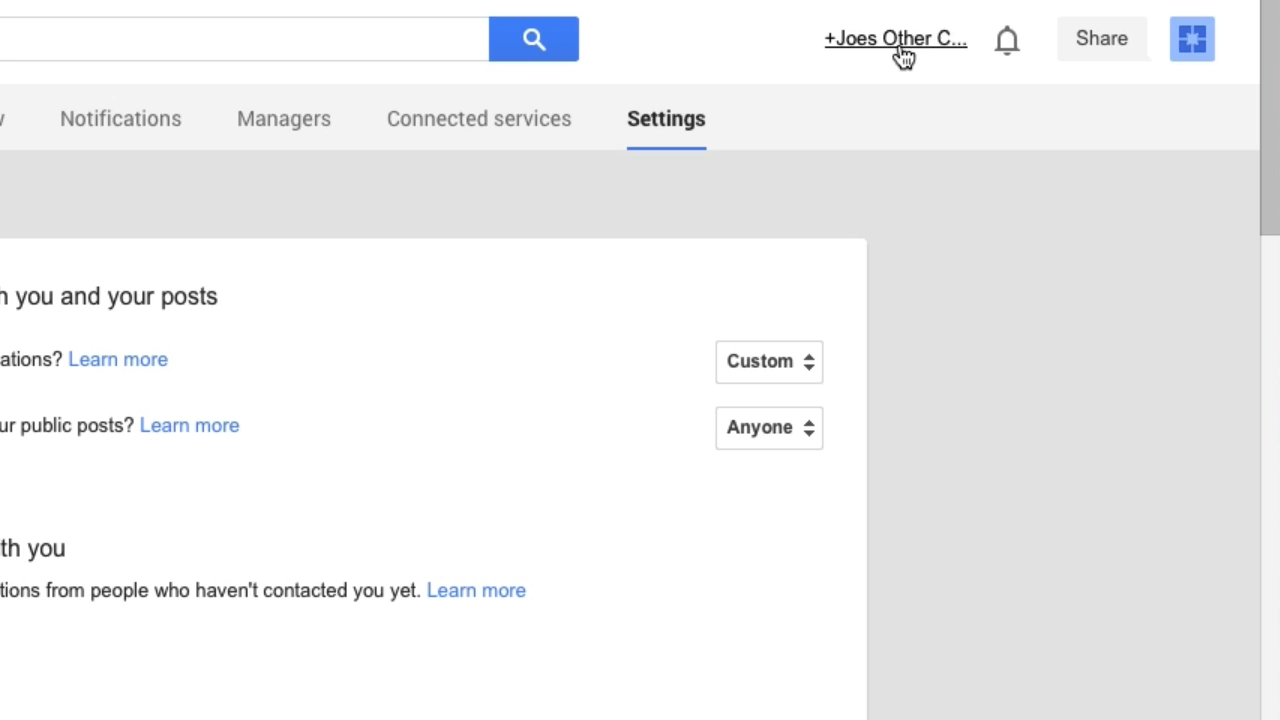 +Joes Other C...
Share
Notifications Managers Connected services Settings
you and your posts
ations? Learn more
Custom
ur public posts? Learn more
Anyone
th you
tions from people who haven't contacted you yet. Learn more